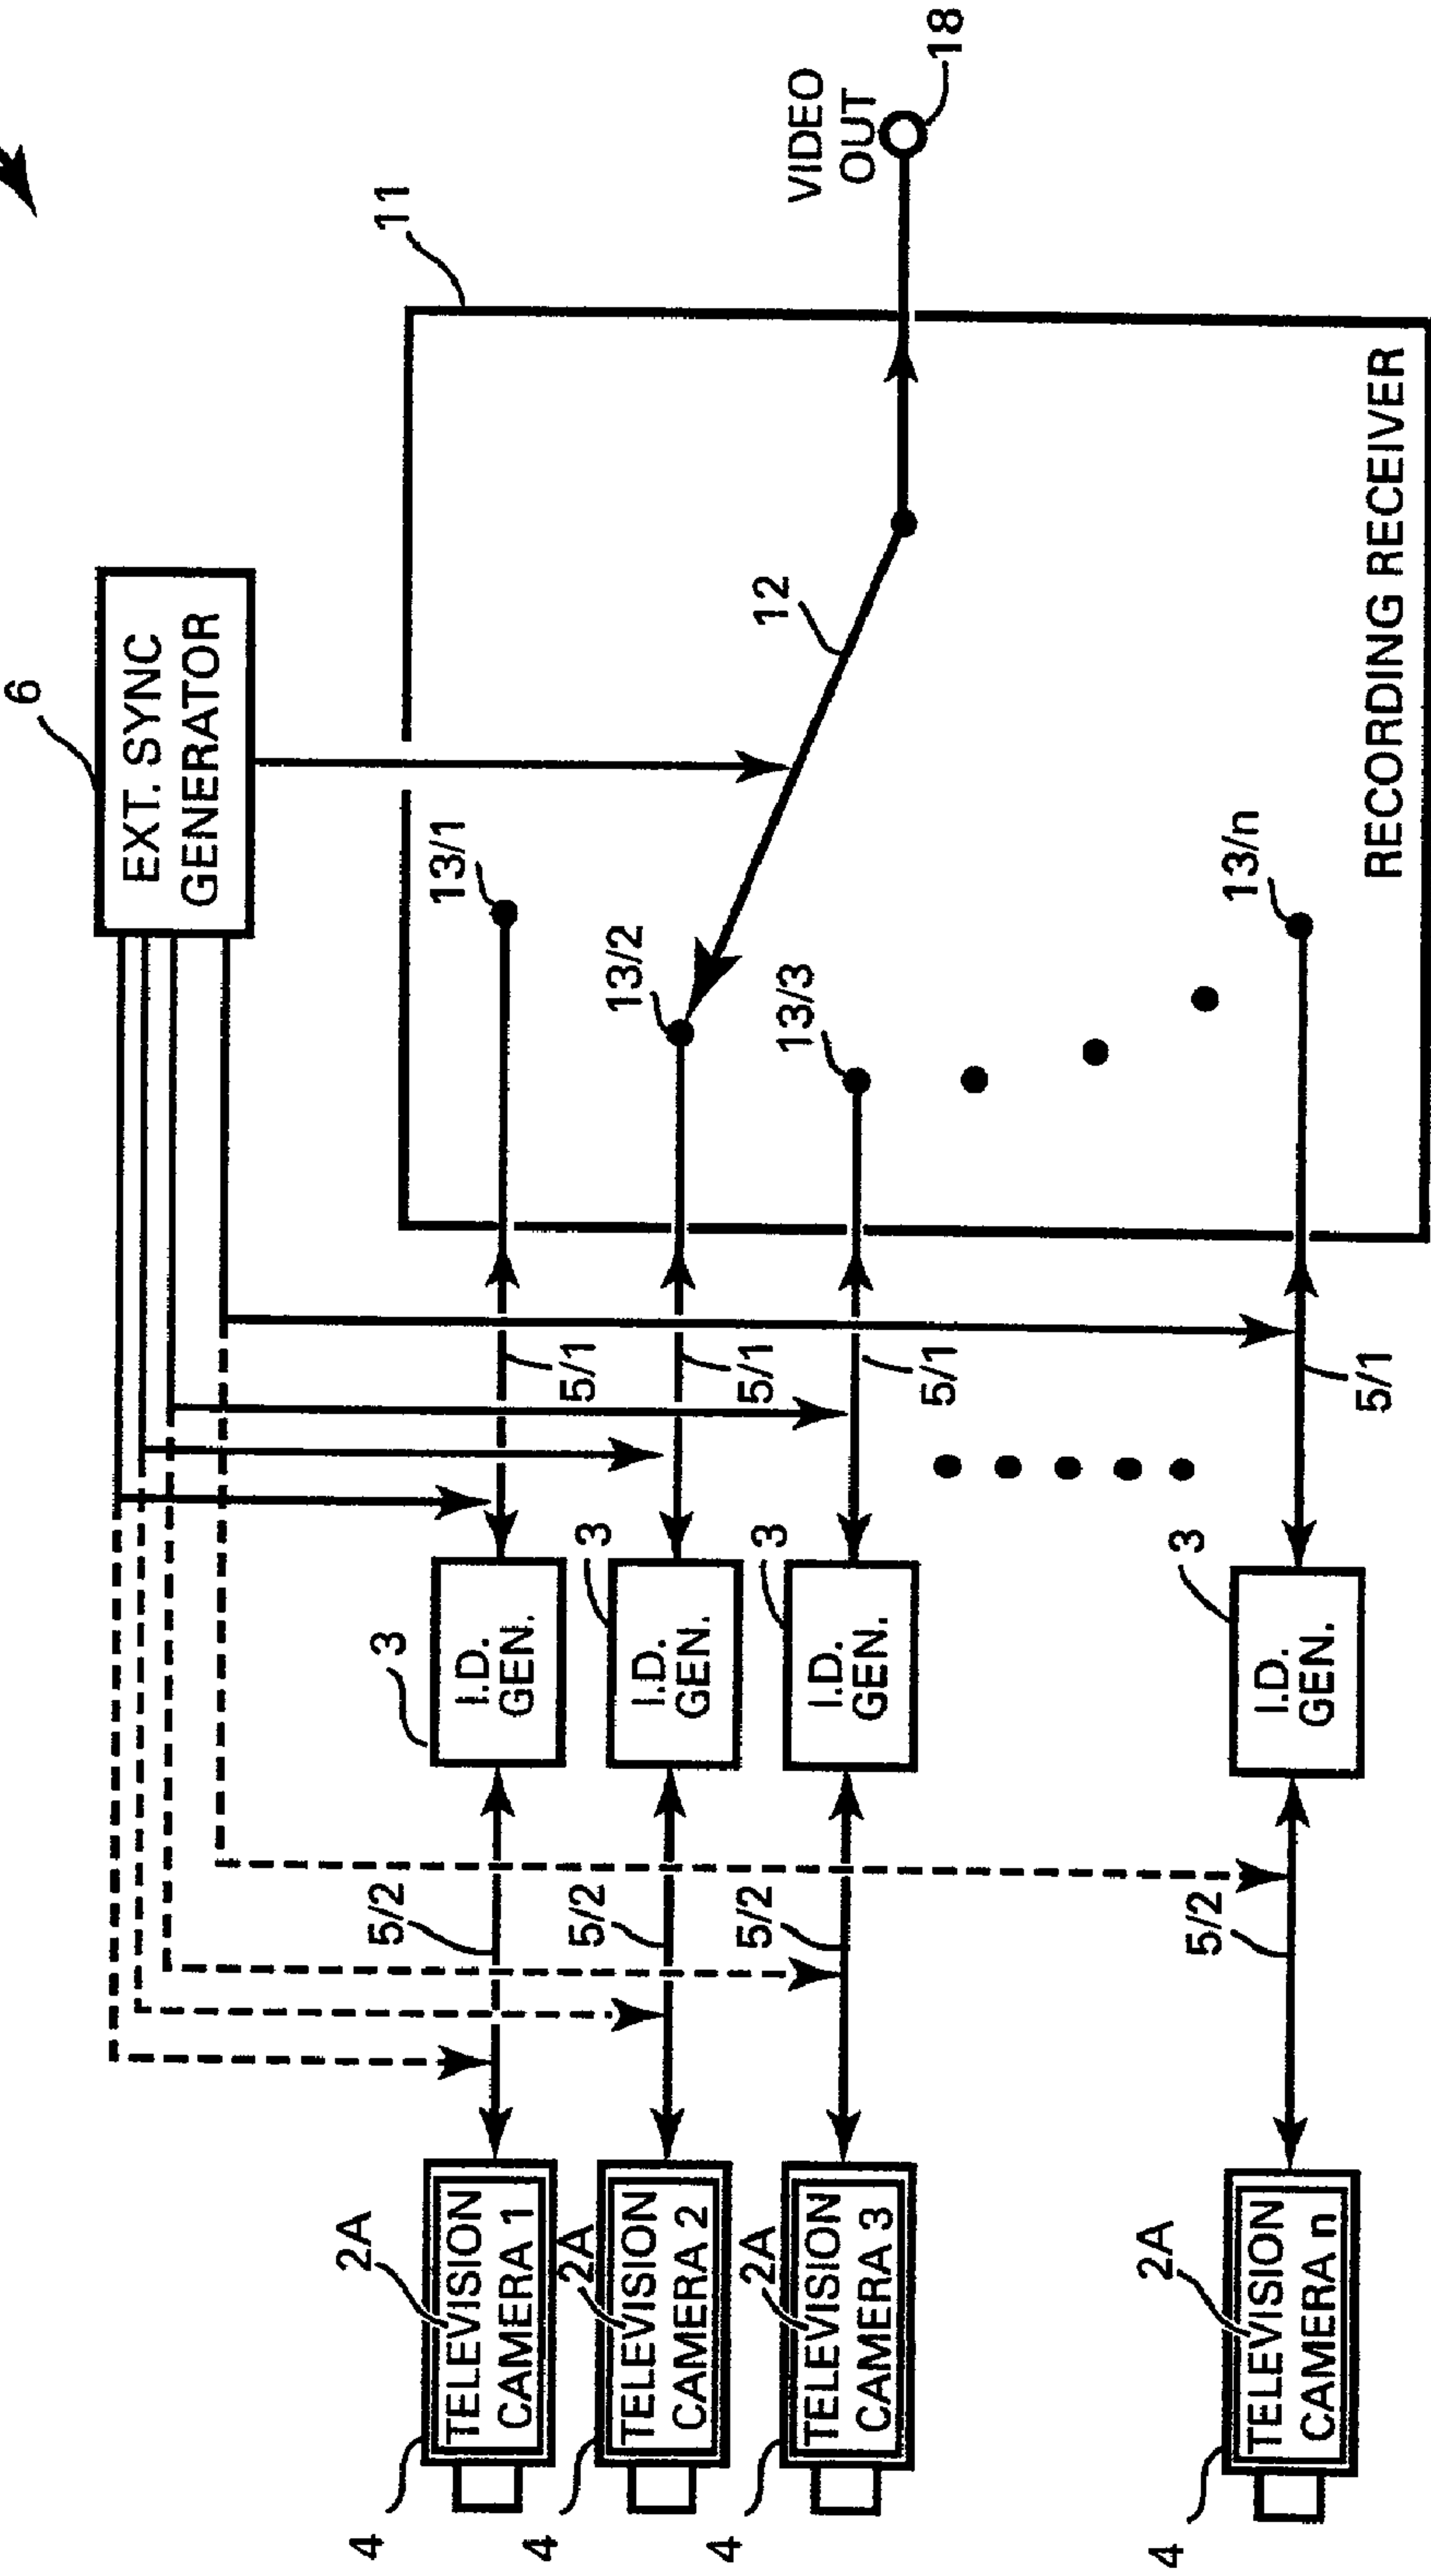 6
EXT. SYNC
GENERATOR
11
VIDEO
OUT
18
12
13/1
13/2
13/3
13/n
RECORDING RECEIVER
5/1
5/1
5/1
5/1
3
I.D.
GEN.
3
I.D.
GEN.
3
I.D.
GEN.
3
I.D.
GEN.
5/2
5/2
5/2
5/2
2A
TELEVISION
CAMERA 1
4
2A
TELEVISION
CAMERA 2
4
2A
TELEVISION
CAMERA 3
4
2A
TELEVISION
CAMERA n
4